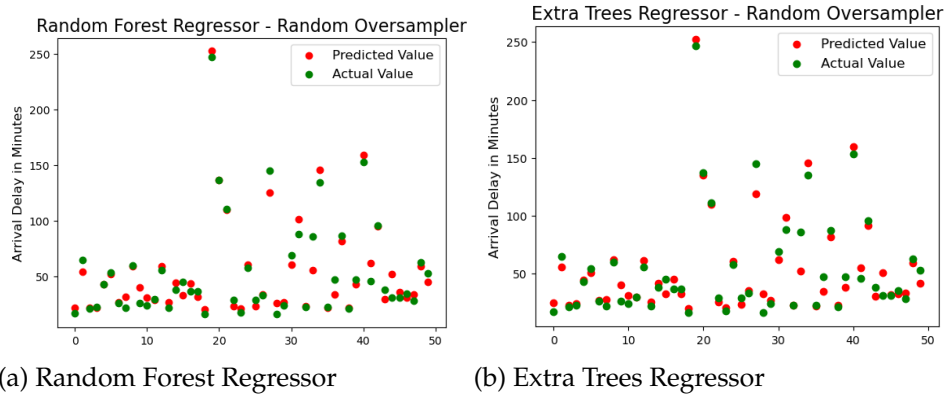 Random Forest Regressor - Random Oversampler
250
200
150
100
50
0
10
20
30
40
50
Arrival Delay in Minutes
Predicted Value
Actual Value
(a) Random Forest Regressor
Extra Trees Regressor - Random Oversampler
250
200
150
100
50
0
10
20
30
40
50
Arrival Delay in Minutes
Predicted Value
Actual Value
(b) Extra Trees Regressor